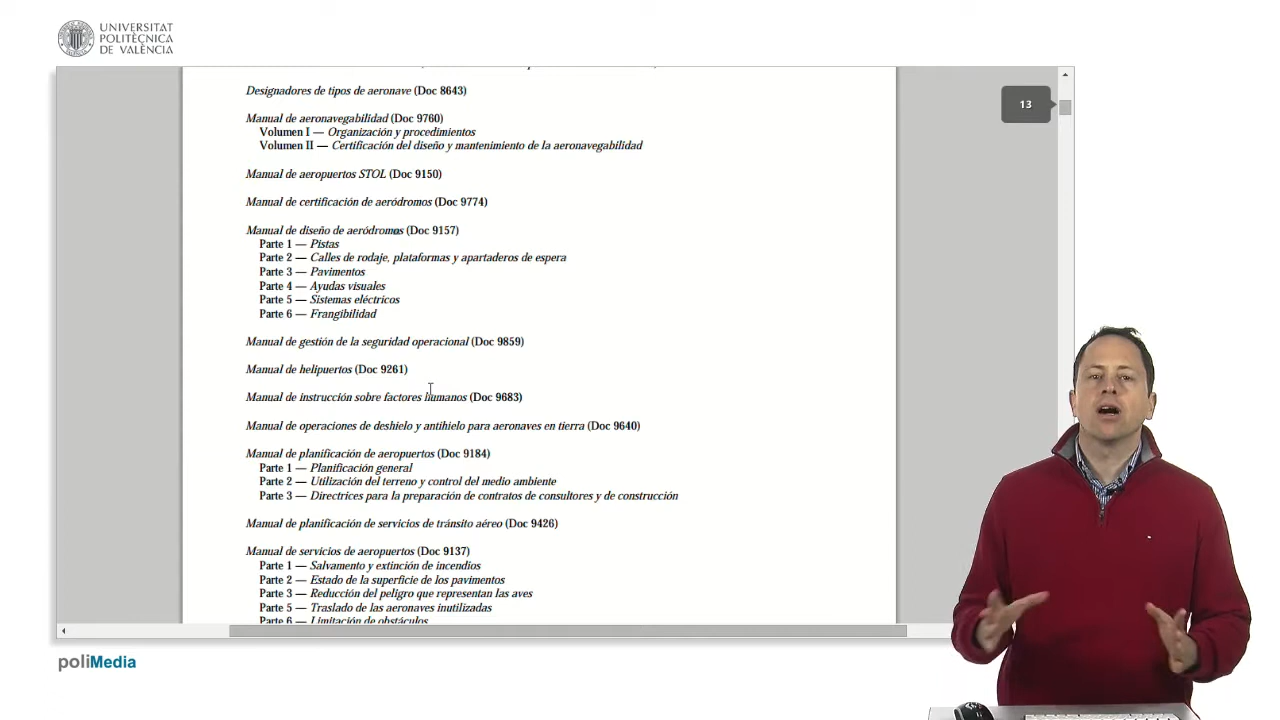 UNIVERSITAT
POLITÈCNICA
DE VALÈNCIA
13
Designadores de tipos de aeronave (Doc 8643)
Manual de aeronavegabilidad (Doc 9760)
Volumen I — Organización y procedimientos
Volumen II — Certificación del diseño y mantenimiento de la aeronavegabilidad
Manual de aeropuertos STOL (Doc 9150)
Manual de certificación de aeródromos (Doc 9774)
Manual de diseño de aeródromos (Doc 9157)
Parte 1 — Pistas
Parte 2 — Calles de rodaje, plataformas y apartaderos de espera
Parte 3 — Pavimentos
Parte 4 — Ayudas visuales
Parte 5 — Sistemas eléctricos
Parte 6 — Frangibilidad
Manual de gestión de la seguridad operacional (Doc 9859)
Manual de helipuertos (Doc 9261)
Manual de instrucción sobre factores humanos (Doc 9683)
Manual de operaciones de deshielo y antihielo para aeronaves en tierra (Doc 9640)
Manual de planificación de aeropuertos (Doc 9184)
Parte 1 — Planificación general
Parte 2 — Utilización del terreno y control del medio ambiente
Parte 3 — Directrices para la preparación de contratos de consultores y de construcción
Manual de planificación de servicios de tránsito aéreo (Doc 9426)
Manual de servicios de aeropuertos (Doc 9137)
Parte 1 — Salvamento y extinción de incendios
Parte 2 — Estado de la superficie de los pavimentos
Parte 3 — Reducción del peligro que representan las aves
Parte 5 — Traslado de las aeronaves inutilizadas
Parte 6 — Limitación de obstáculos
poliMedia